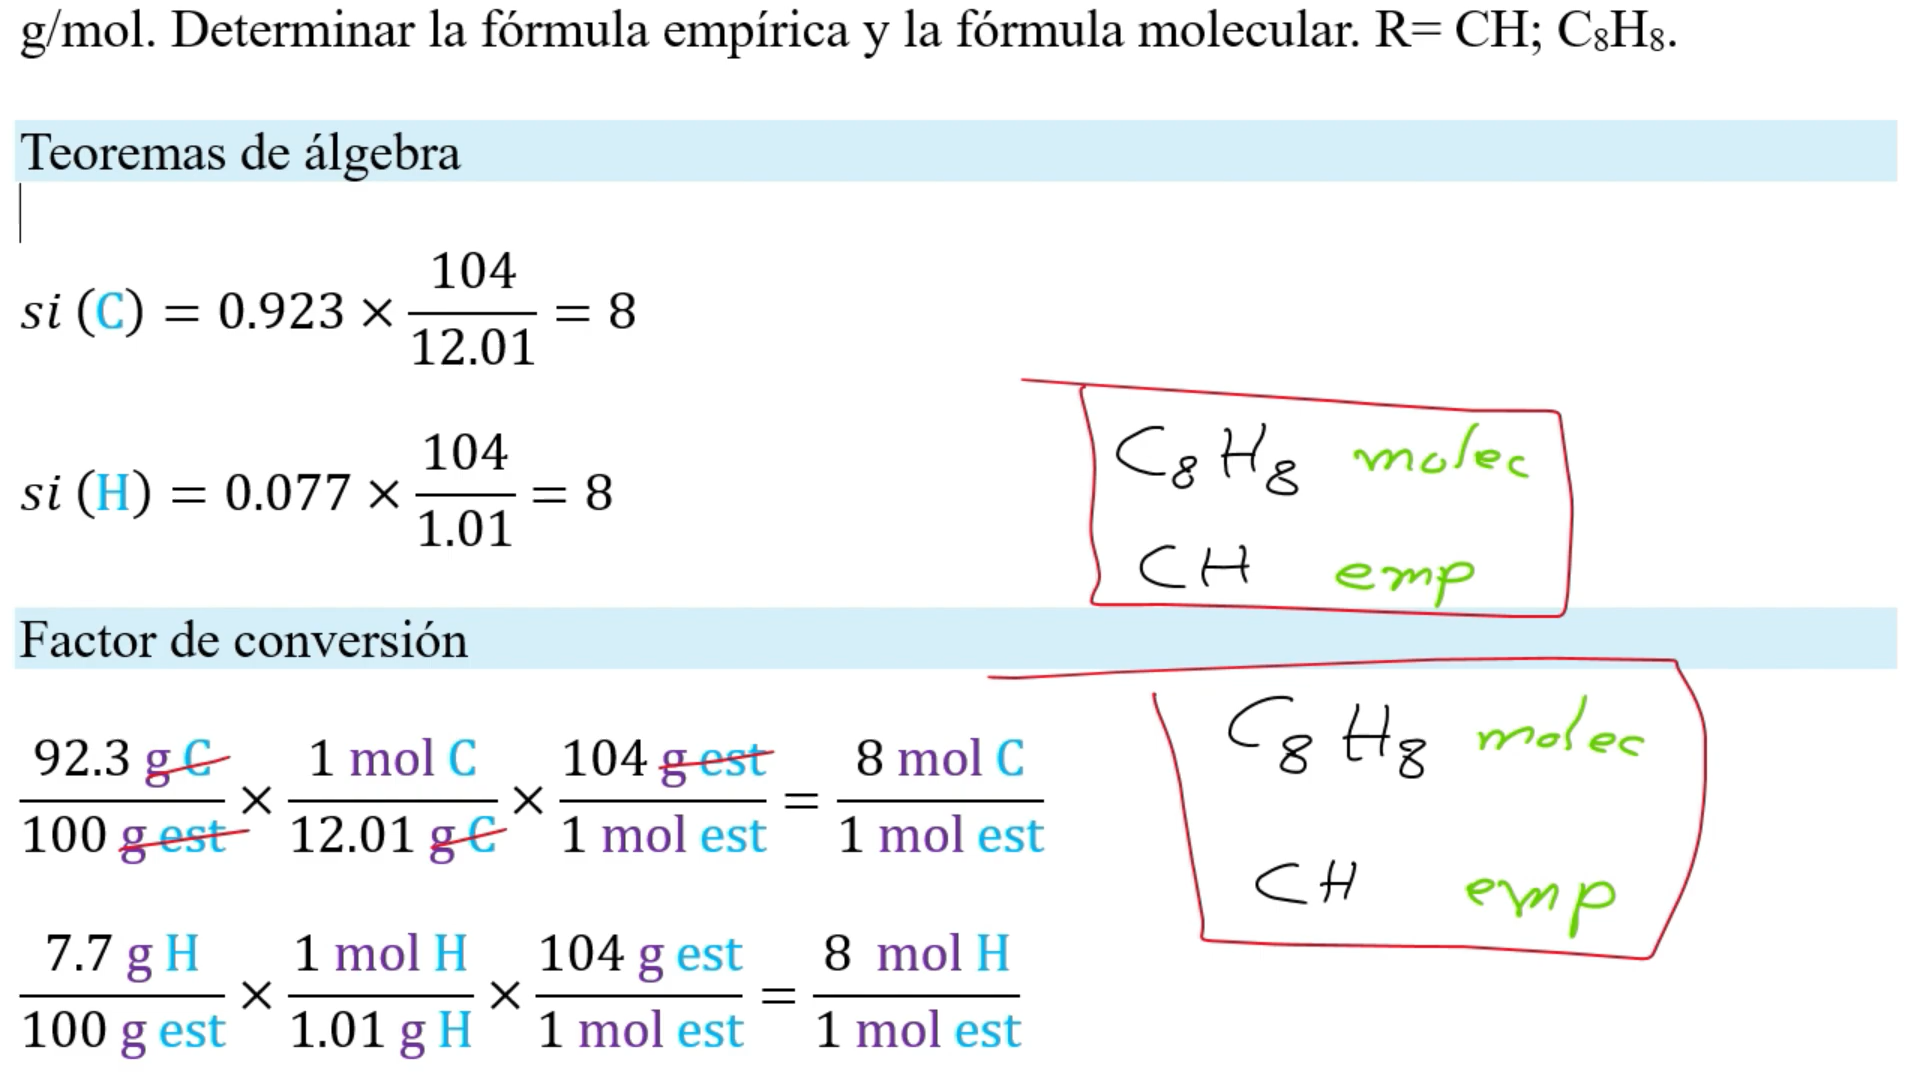 g/mol. Determinar la fórmula empírica y la fórmula molecular. R= CH; C₈H₈.
Teoremas de álgebra
si (C) = 0.923 × 104/12.01 = 8
si (H) = 0.077 × 104/1.01 = 8
C₈H₈ molec
CH emp
Factor de conversión
92.3 g C/100 g est × 1 mol C/12.01 g C × 104 g est/1 mol est = 8 mol C/1 mol est
7.7 g H/100 g est × 1 mol H/1.01 g H × 104 g est/1 mol est = 8 mol H/1 mol est
C₈H₈ molec
CH emp